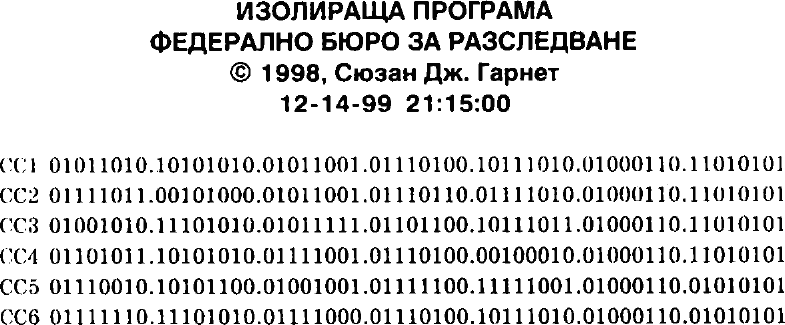 ИЗОЛИРАЩА ПРОГРАМА
ФЕДЕРАЛНО БЮРО ЗА РАЗСЛЕДВАНЕ
© 1998, Сюзан Дж. Гарнет
12-14-99 21:15:00
CC1 01011010.10101010.01011001.01110100.10111010.01000110.11010101
CC2 01111011.00101000.01011001.01110110.01111010.01000110.11010101
CC3 01001010.11101010.01011111.01101100.10111011.01000110.11010101
CC4 01101011.10101010.01111001.01110100.00100010.01000110.11010101
CC5 01110010.10101100.01001001.01111100.11111001.01000110.01010101
CC6 01111110.11101010.01111000.01110100.10111010.01000110.01010101